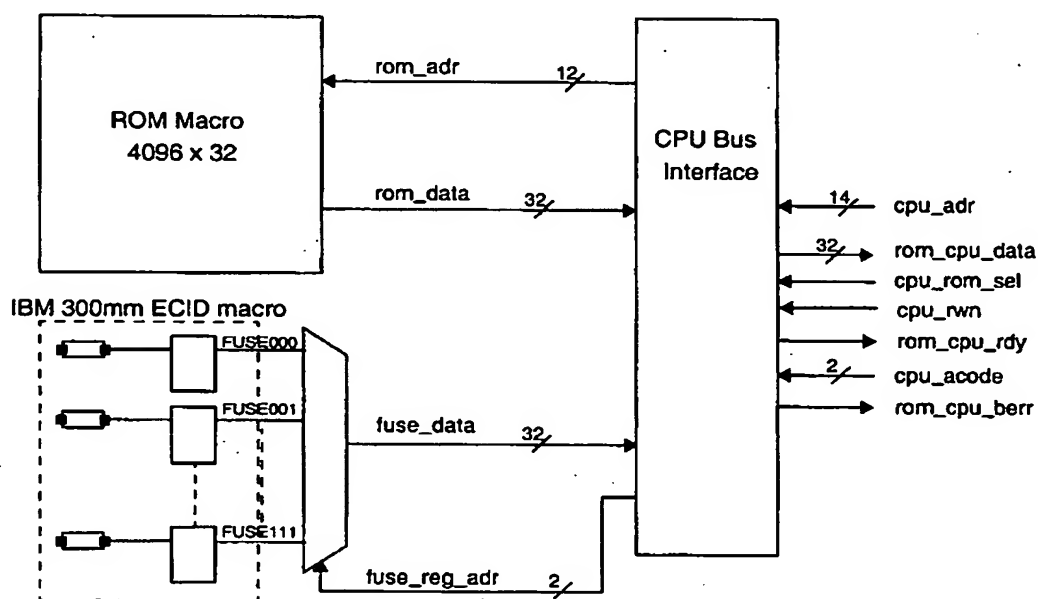 rom_adr
12
ROM Macro
4096 x 32
CPU Bus
Interface
rom_data
32
14
cpu_adr
32
rom_cpu_data
cpu_rom_sel
cpu_rwn
rom_cpu_rdy
2
cpu_acode
rom_cpu_berr
IBM 300mm ECID macro
FUSE000
FUSE001
fuse_data
32
FUSE111
fuse_reg_adr
2